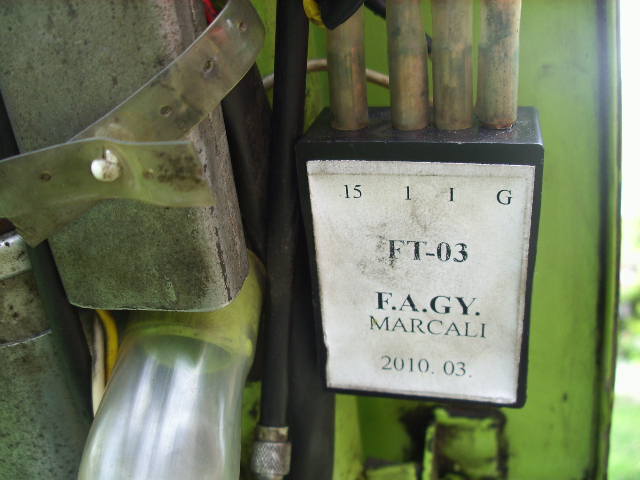 15 1 I G
FT-03
F.A.GY.
MARCALI
2010. 03.